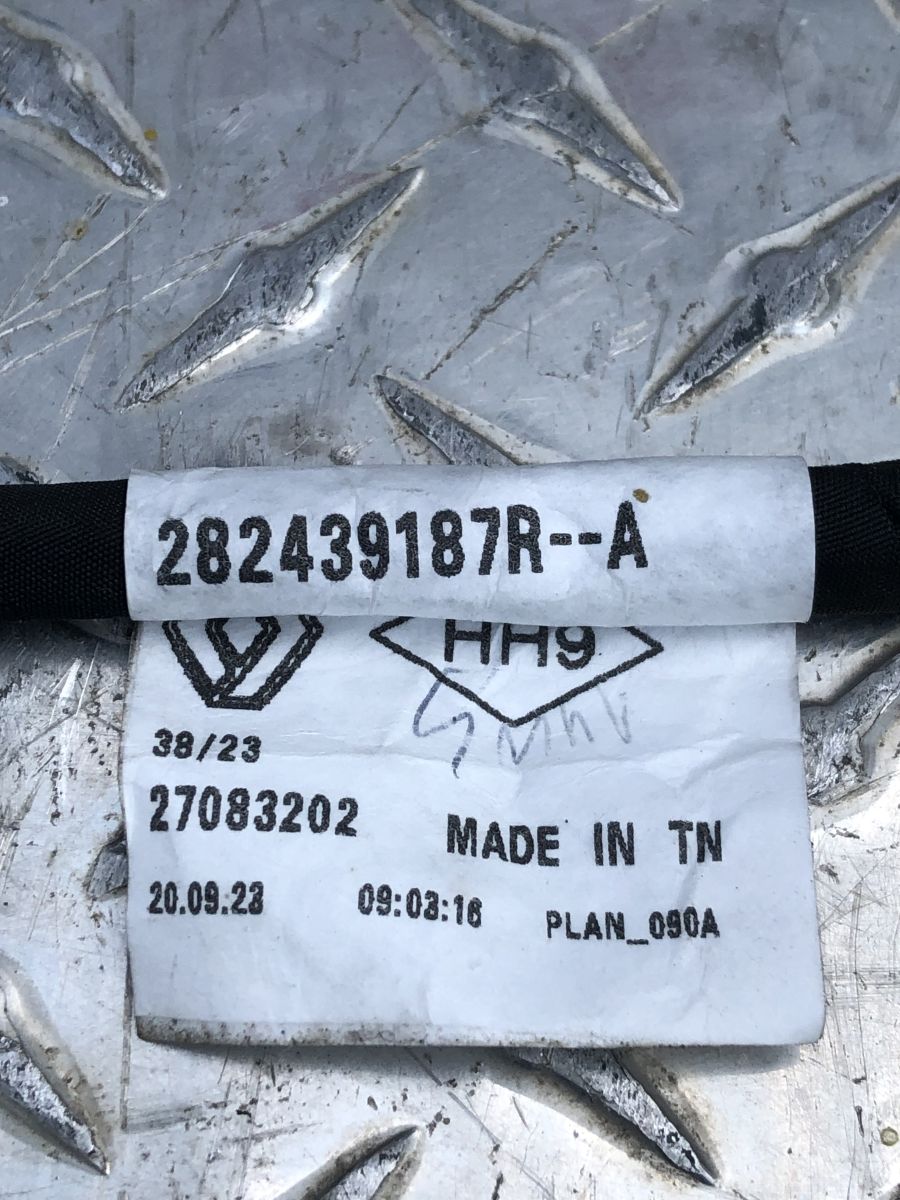 282439187R--A
HH9
38/23
27083202
MADE IN TN
20.09.23 09:03:16 PLAN_090A